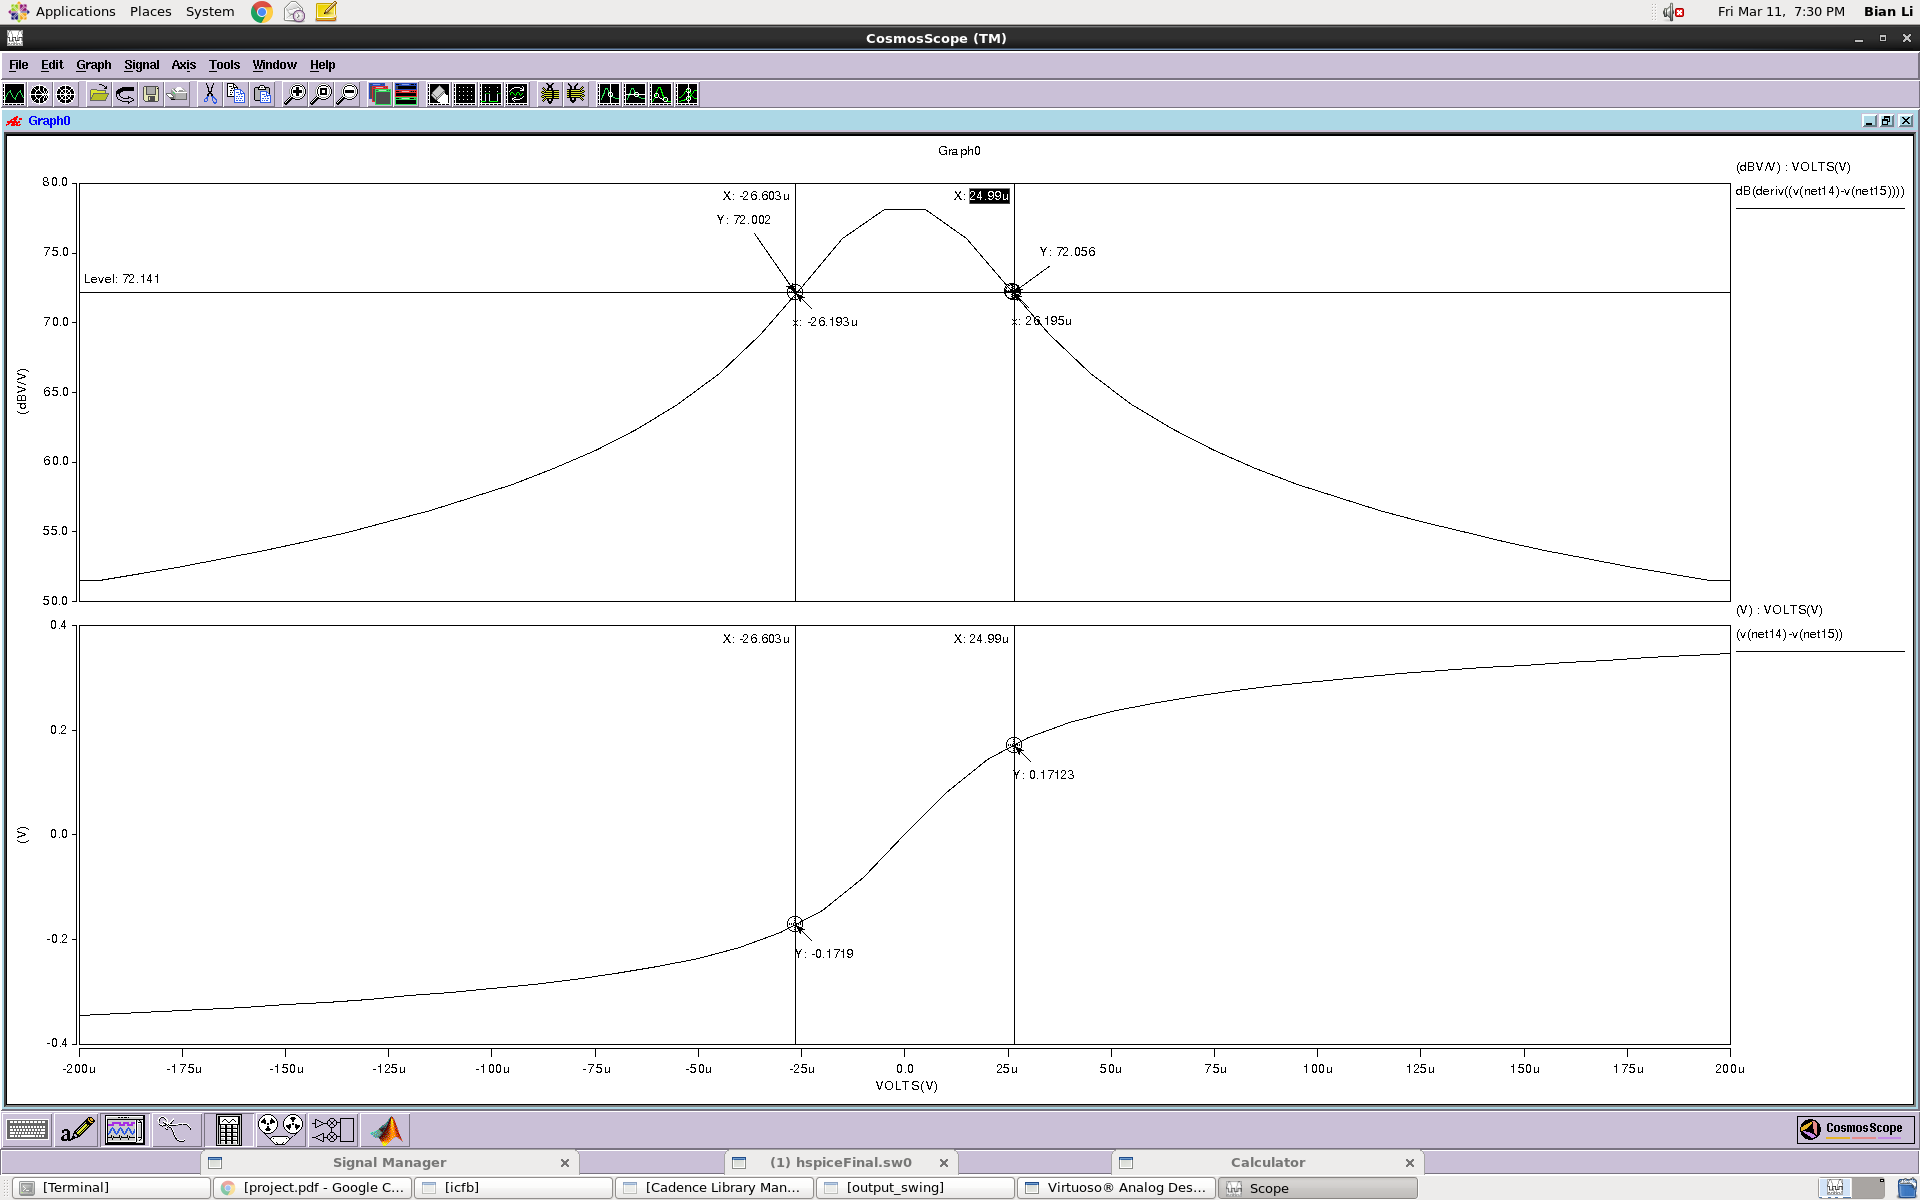 Applications Places System Fri Mar 11, 7:30 PM Bian Li
CosmosScope (TM)
File Edit Graph Signal Axis Tools Window Help
Graph0
Graph0
(dBV/V) : VOLTS(V)
dB(deriv((v(net14)-v(net15))))
80.0
X: -26.603u
X: 24.99u
Y: 72.002
75.0
Y: 72.056
Level: 72.141
70.0
x: -26.193u
x: 26.195u
65.0
(dBV/V)
60.0
55.0
50.0
(V) : VOLTS(V)
(v(net14)-v(net15))
0.4
X: -26.603u
X: 24.99u
0.2
Y: 0.17123
(V)
0.0
-0.2
Y: -0.1719
-0.4
-200u -175u -150u -125u -100u -75u -50u -25u 0.0 25u 50u 75u 100u 125u 150u 175u 200u
VOLTS(V)
CosmosScope
Signal Manager
(1) hspiceFinal.sw0
Calculator
[Terminal]
[project.pdf - Google C...
[icfb]
[Cadence Library Man...
[output_swing]
Virtuoso® Analog Des...
Scope